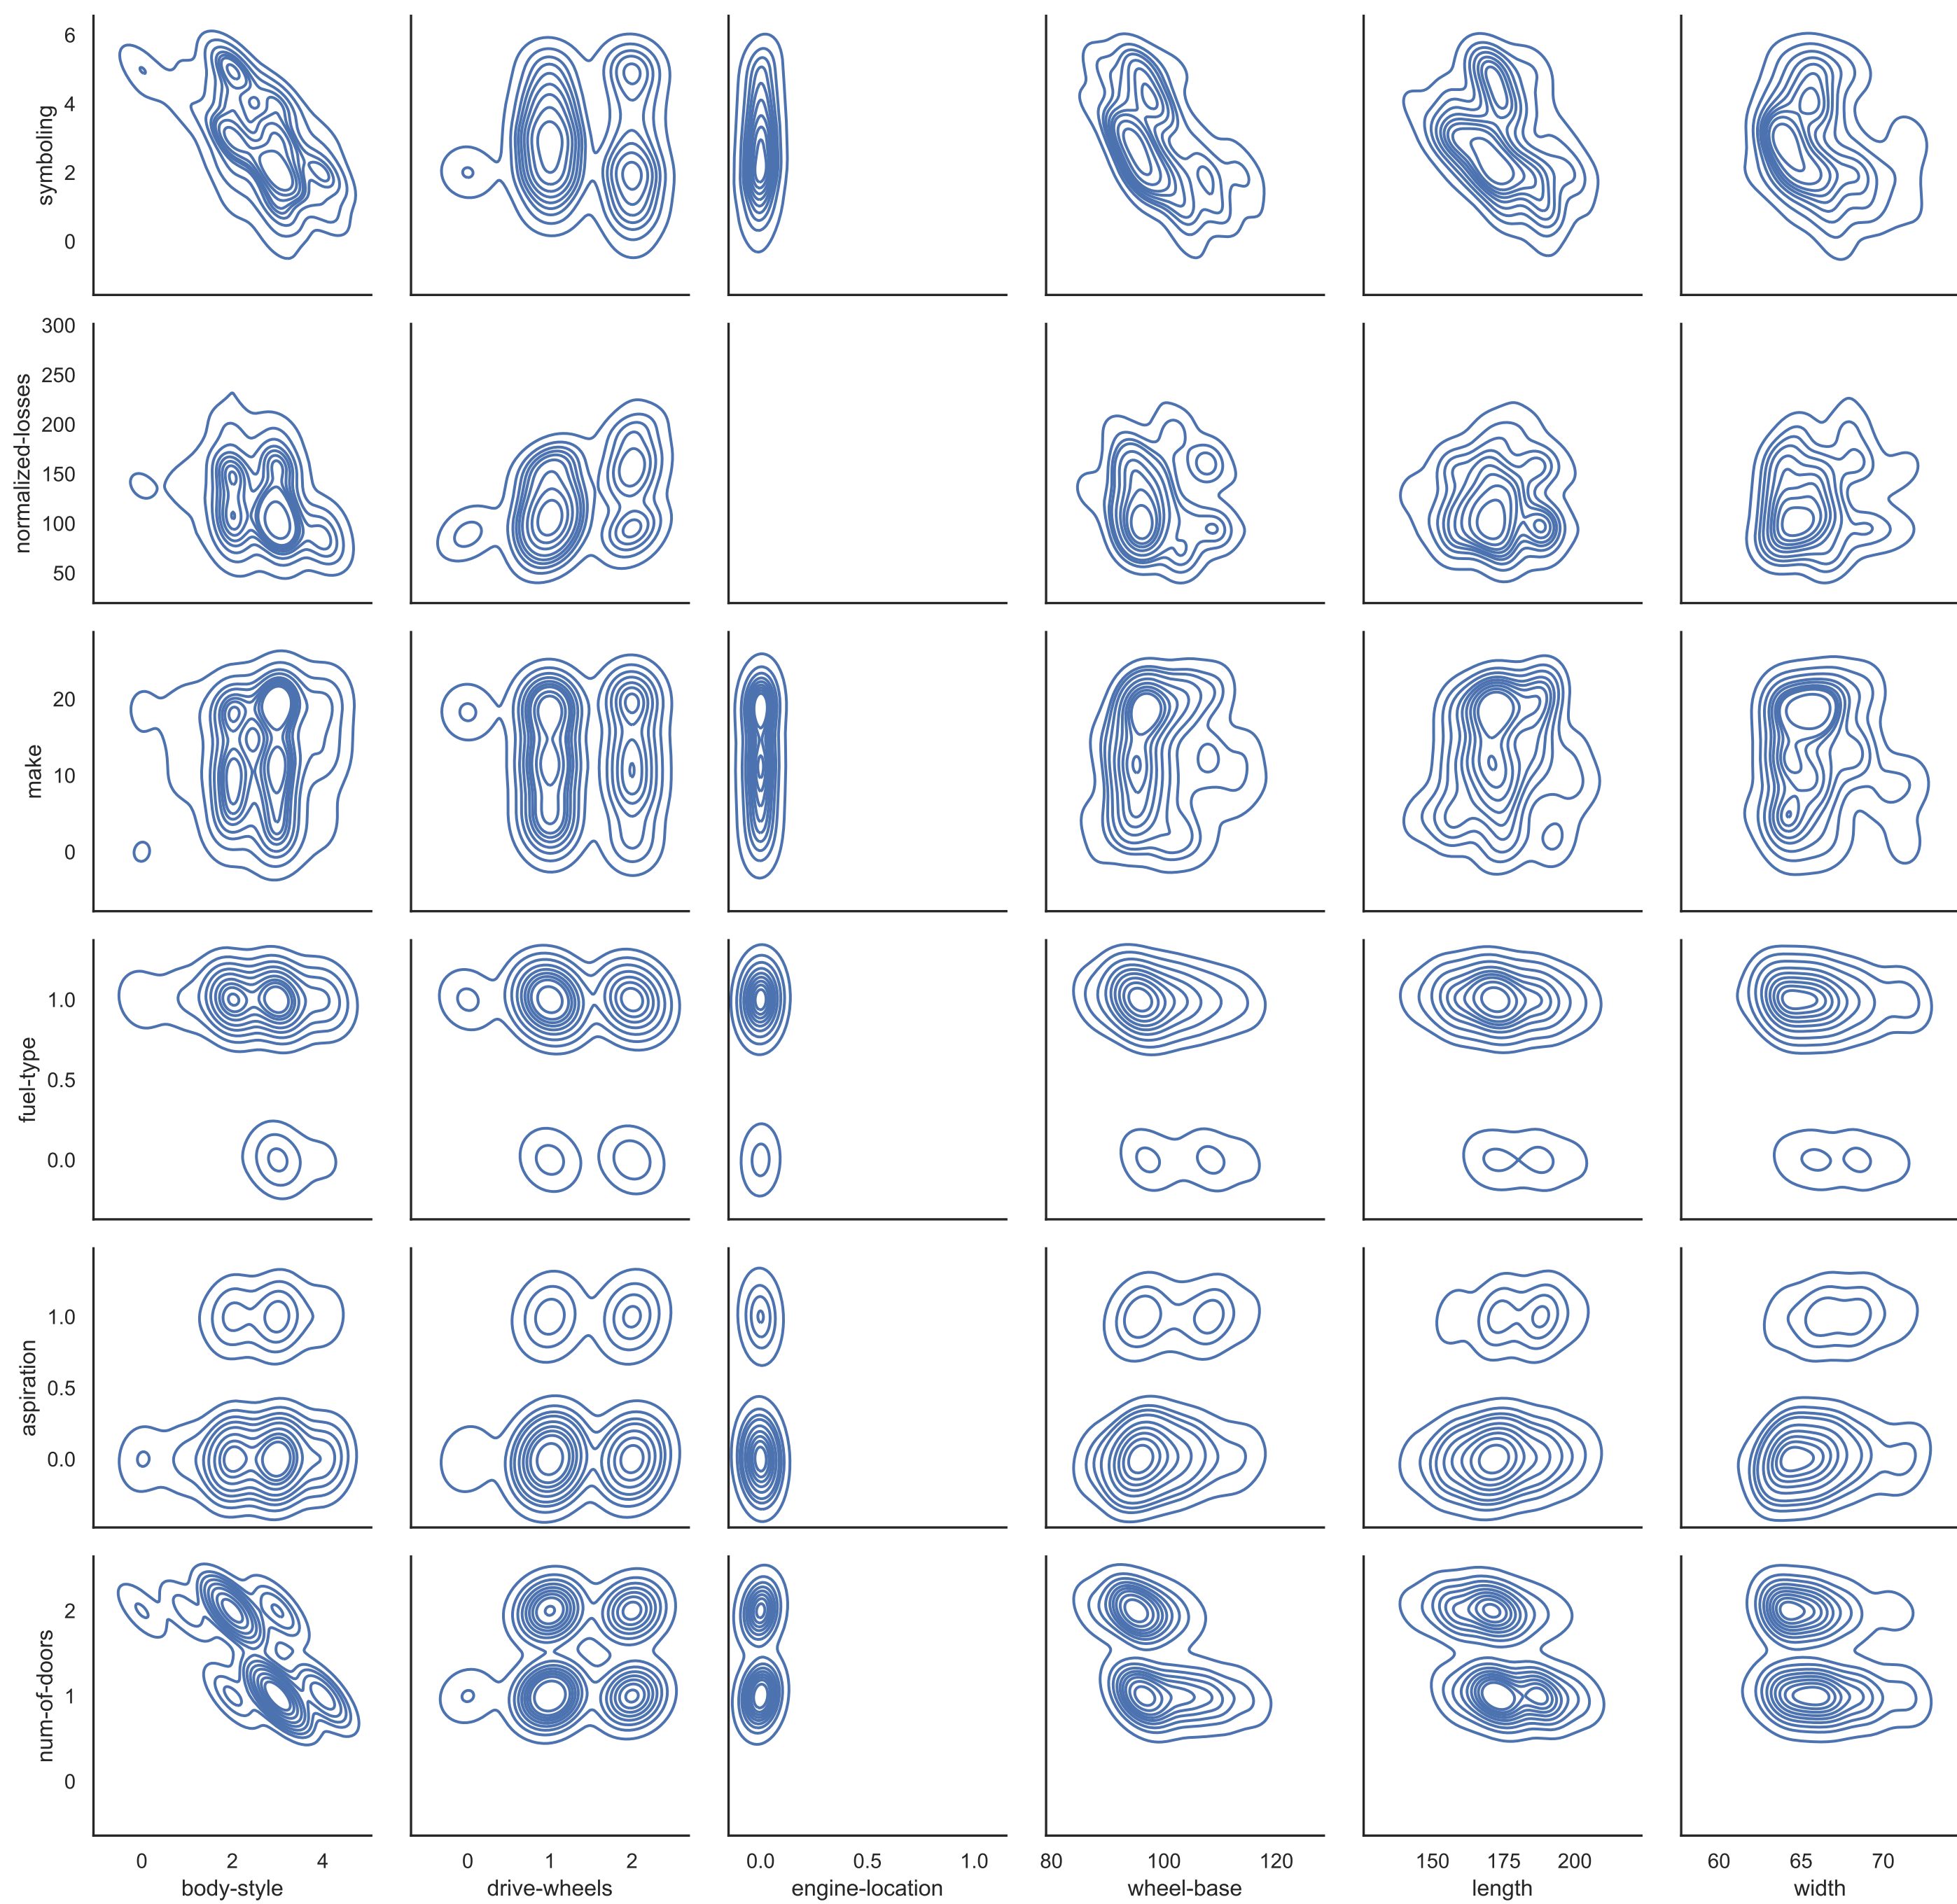 6
4
2
0
symboling
300
250
200
150
100
50
normalized-losses
20
10
0
make
1.0
0.5
0.0
fuel-type
1.0
0.5
0.0
aspiration
2
1
0
num-of-doors
0 2 4
body-style
0 1 2
drive-wheels
0.0 0.5 1.0
engine-location
80 100 120
wheel-base
150 175 200
length
60 65 70
width